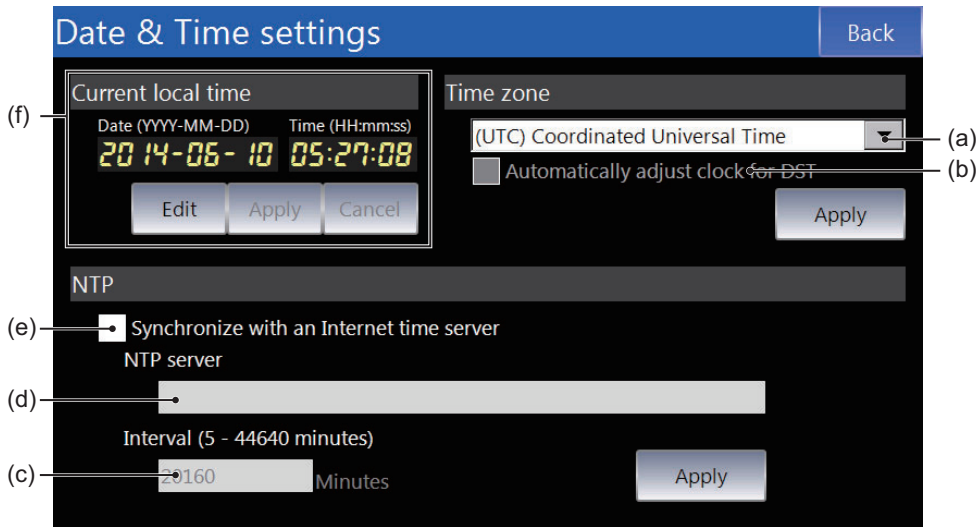 Date & Time settings
Back
Current local time
Time zone
(f)
Date (YYYY-MM-DD)
Time (HH:mm:ss)
2014-06-10
05:27:08
(UTC) Coordinated Universal Time
(a)
Automatically adjust clock for DST
(b)
Edit
Apply
Cancel
Apply
NTP
(e)
Synchronize with an Internet time server
NTP server
(d)
Interval (5 - 44640 minutes)
(c)
20160
Minutes
Apply